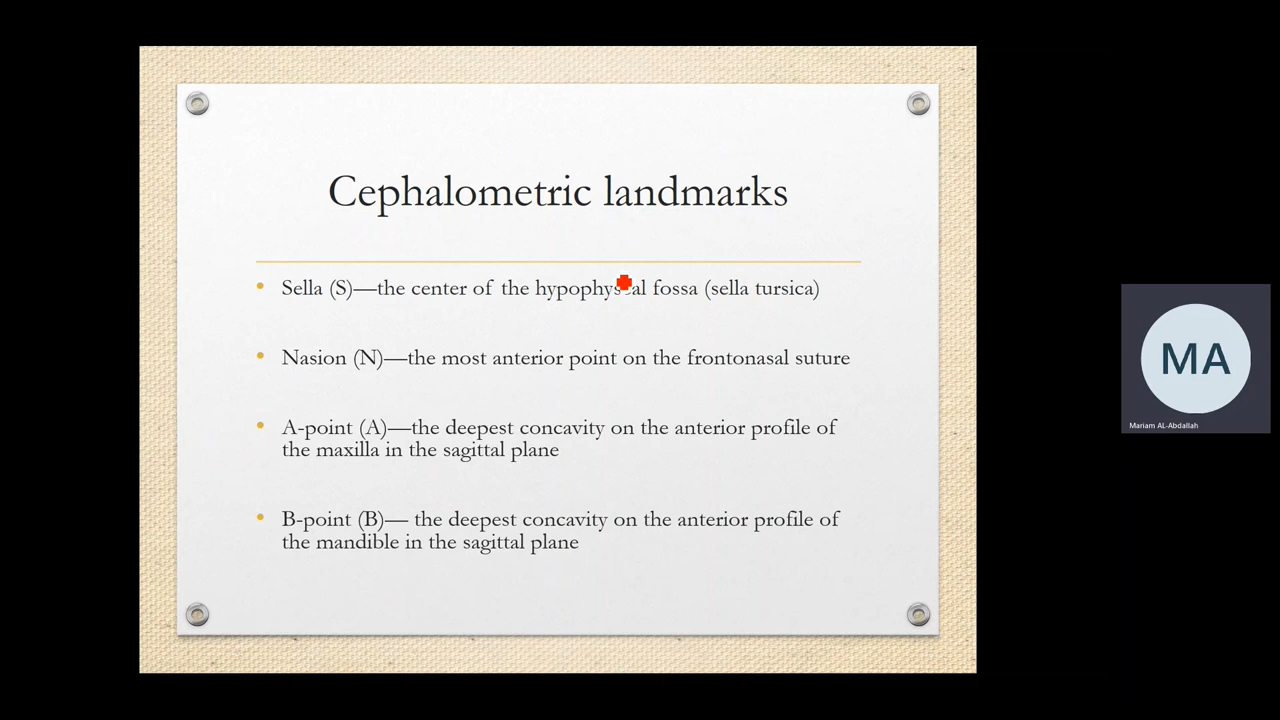 Cephalometric landmarks
• Sella (S)—the center of the hypophyseal fossa (sella tursica)
• Nasion (N)—the most anterior point on the frontonasal suture
• A-point (A)—the deepest concavity on the anterior profile of
the maxilla in the sagittal plane
• B-point (B)— the deepest concavity on the anterior profile of
the mandible in the sagittal plane
MA
Mariam AL-Abdallah